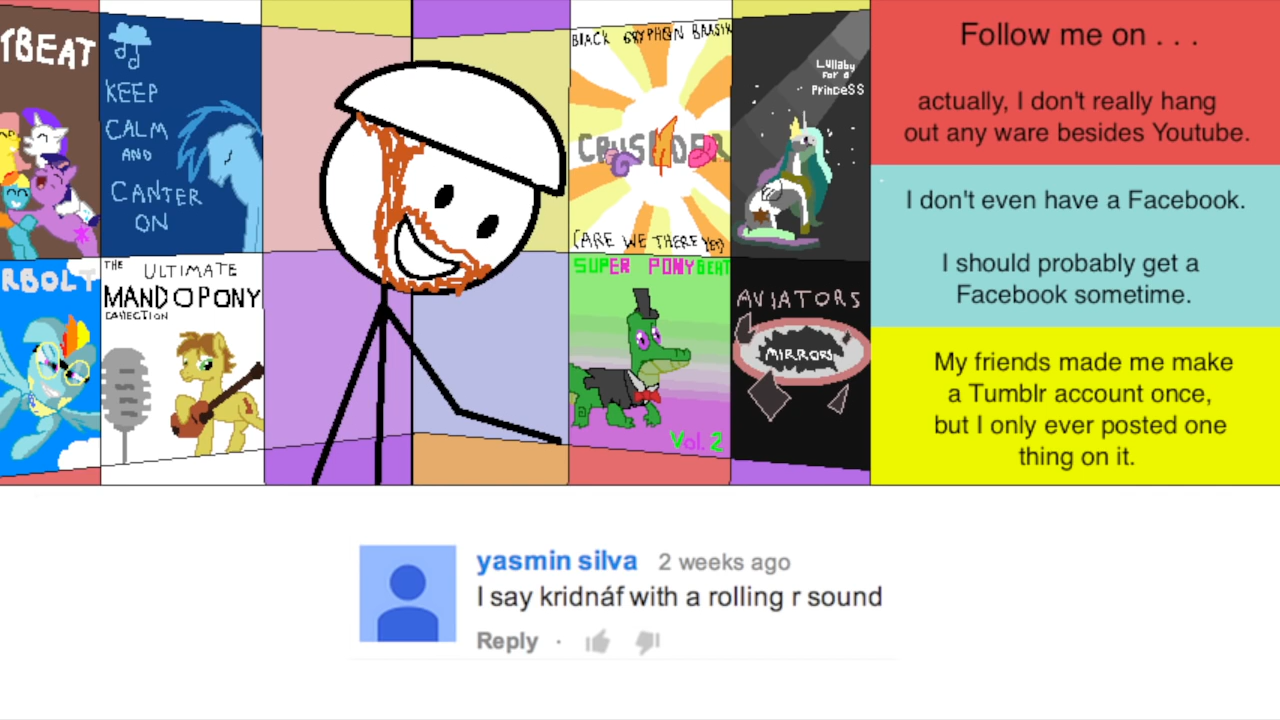 TBEAT
KEEP
CALM
AND
CANTER
ON
RBOLT
THE ULTIMATE
MANDOPONY
COLLECTION
BLACK GRYPHON BAASIK
CRUSADER
(ARE WE THERE YET)
LULLABY
FOR A
PRINCESS
SUPER PONYBEAT
Vol. 2
AVIATORS
MIRRORS
Follow me on . . .
actually, I don't really hang
out any ware besides Youtube.
I don't even have a Facebook.
I should probably get a
Facebook sometime.
My friends made me make
a Tumblr account once,
but I only ever posted one
thing on it.
yasmin silva 2 weeks ago
I say kridnáf with a rolling r sound
Reply ·